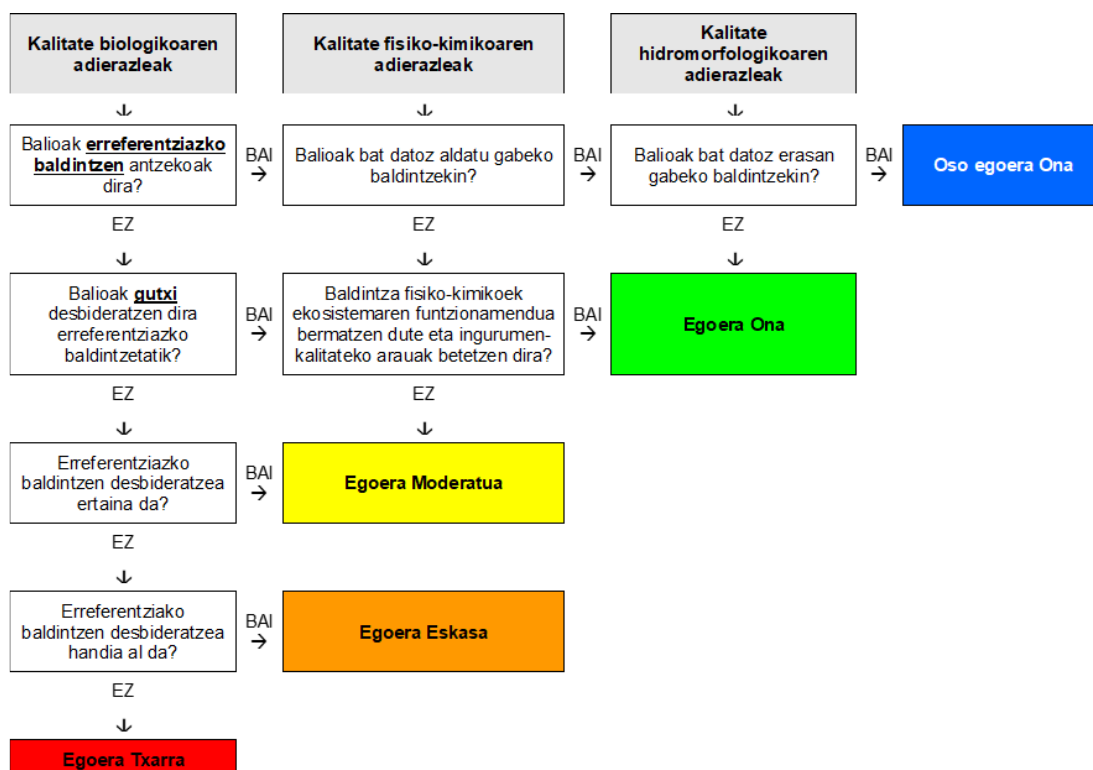 Kalitate biologikoaren
adierazleak
Kalitate fisiko-kimikoaren
adierazleak
Kalitate
hidromorfologikoaren
adierazleak
Balioak erreferentziazko
baldintzen antzekoak
dira?
BAI
Balioak bat datoz aldatu gabeko
baldintzekin?
BAI
Balioak bat datoz erasan
gabeko baldintzekin?
BAI
Oso egoera Ona
EZ
EZ
EZ
Balioak gutxi
desbideratzen dira
erreferentziazko
baldintzetatik?
BAI
Baldintza fisiko-kimikoek
ekosistemaren funtzionamendua
bermatzen dute eta ingurumen-
kalitateko arauak betetzen dira?
BAI
Egoera Ona
EZ
EZ
Erreferentziazko
baldintzen desbideratzea
ertaina da?
BAI
Egoera Moderatua
EZ
Erreferentziako
baldintzen desbideratzea
handia al da?
BAI
Egoera Eskasa
EZ
Egoera Txarra